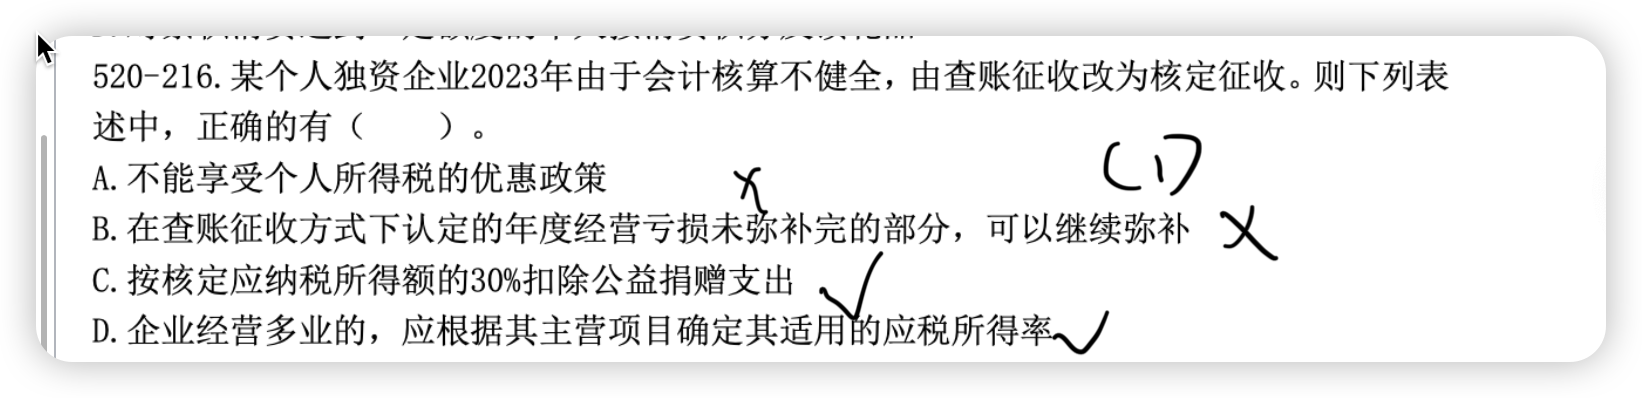 520-216.某个人独资企业2023年由于会计核算不健全，由查账征收改为核定征收。则下列表
述中，正确的有（　　）。
A.不能享受个人所得税的优惠政策 x (1)
B.在查账征收方式下认定的年度经营亏损未弥补完的部分，可以继续弥补 x
C.按核定应纳税所得额的30%扣除公益捐赠支出 ✓
D.企业经营多业的，应根据其主营项目确定其适用的应税所得率 ✓